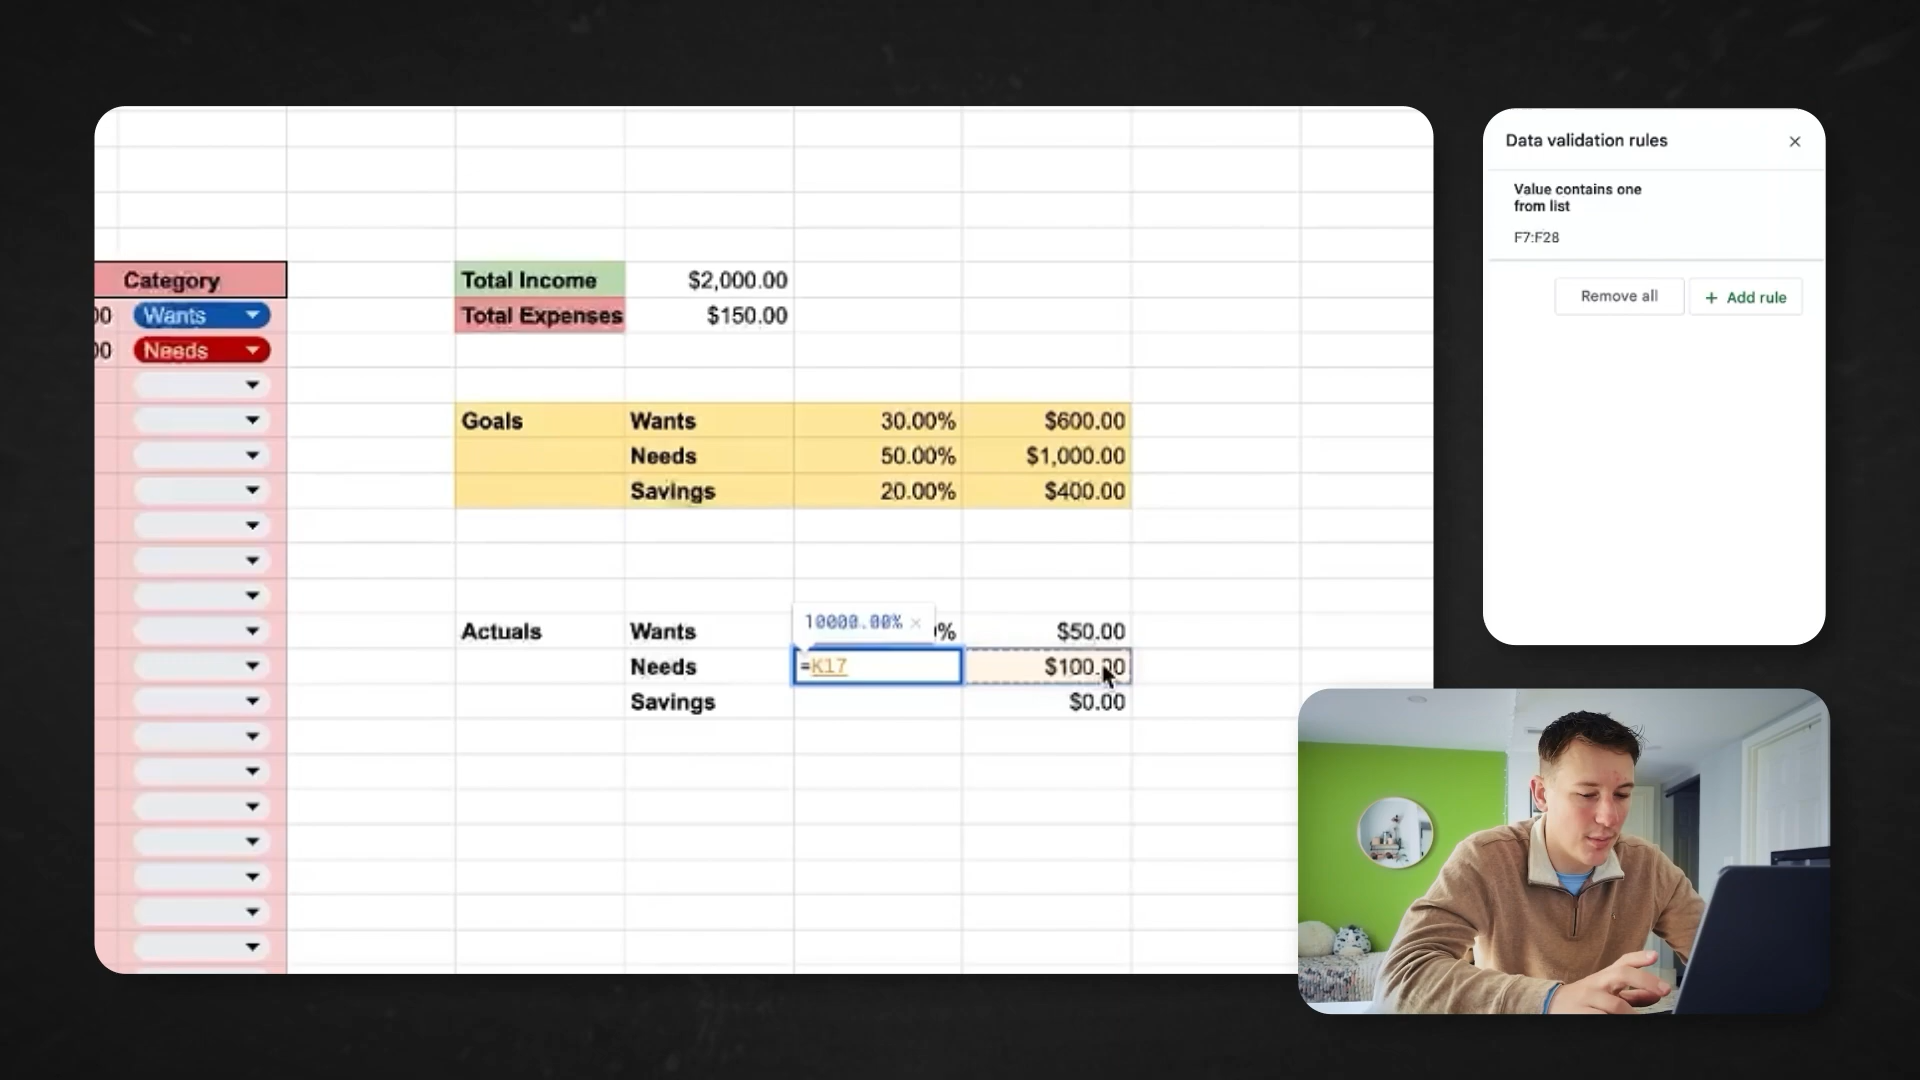 Category
Total Income $2,000.00
00 Wants Total Expenses $150.00
00 Needs
Goals Wants 30.00% $600.00
Needs 50.00% $1,000.00
Savings 20.00% $400.00
10000.00% ×
Actuals Wants % $50.00
Needs =K17 $100.00
Savings $0.00
Data validation rules
Value contains one
from list
F7:F28
Remove all + Add rule